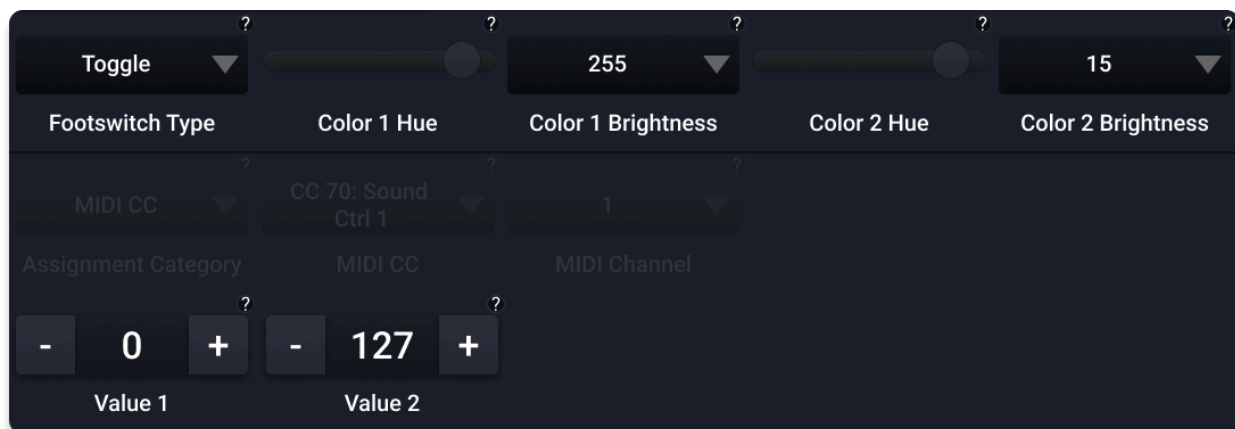 ? ? ? ? ?
Toggle 255 15
Footswitch Type Color 1 Hue Color 1 Brightness Color 2 Hue Color 2 Brightness
? ? ?
MIDI CC CC 70: Sound 1
Ctrl 1
Assignment Category MIDI CC MIDI Channel
? ?
- 0 + - 127 +
Value 1 Value 2